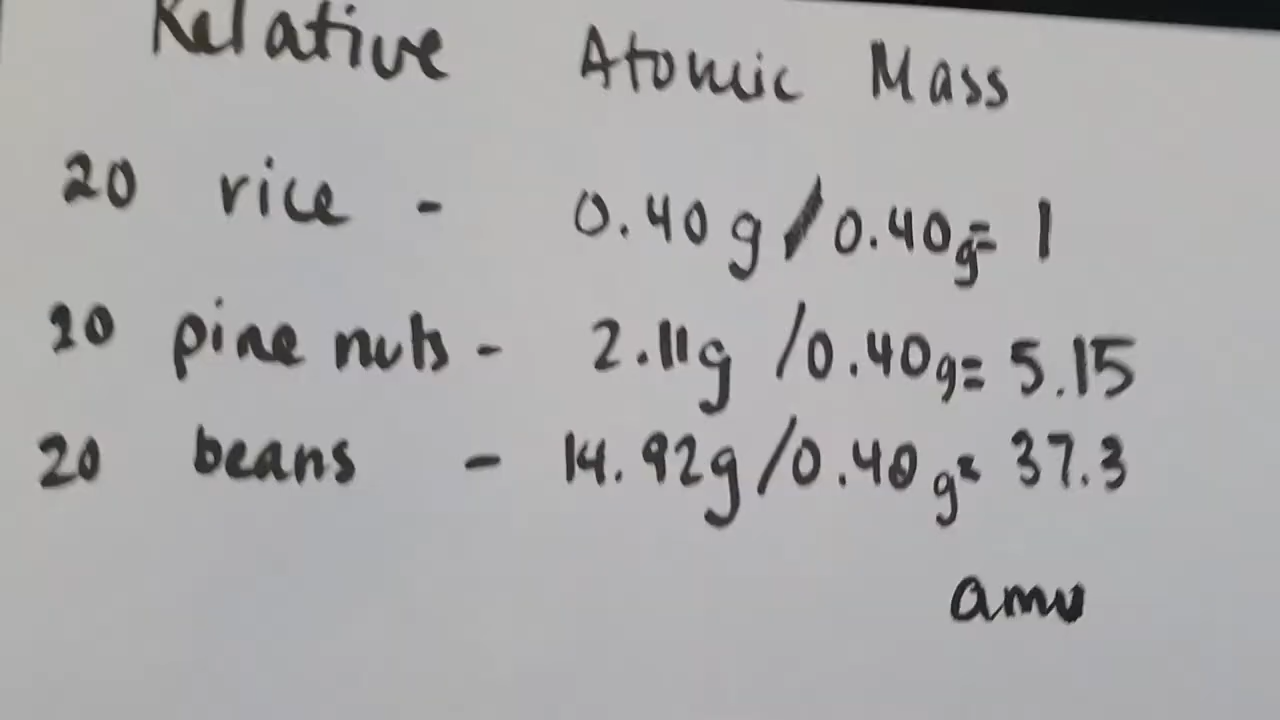 Relative Atomic Mass
20 rice - 0.40g/0.40g= 1
20 pine nuts - 2.11g/0.40g= 5.15
20 beans - 14.92g/0.40g= 37.3
amu